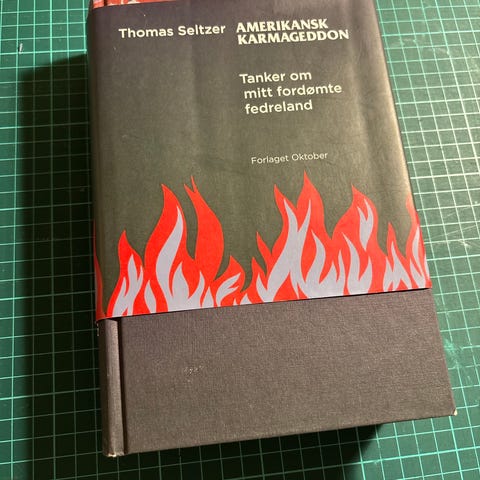 Thomas Seltzer AMERIKANSK
KARMAGEDDON
Tanker om
mitt fordømte
fedreland
Forlaget Oktober